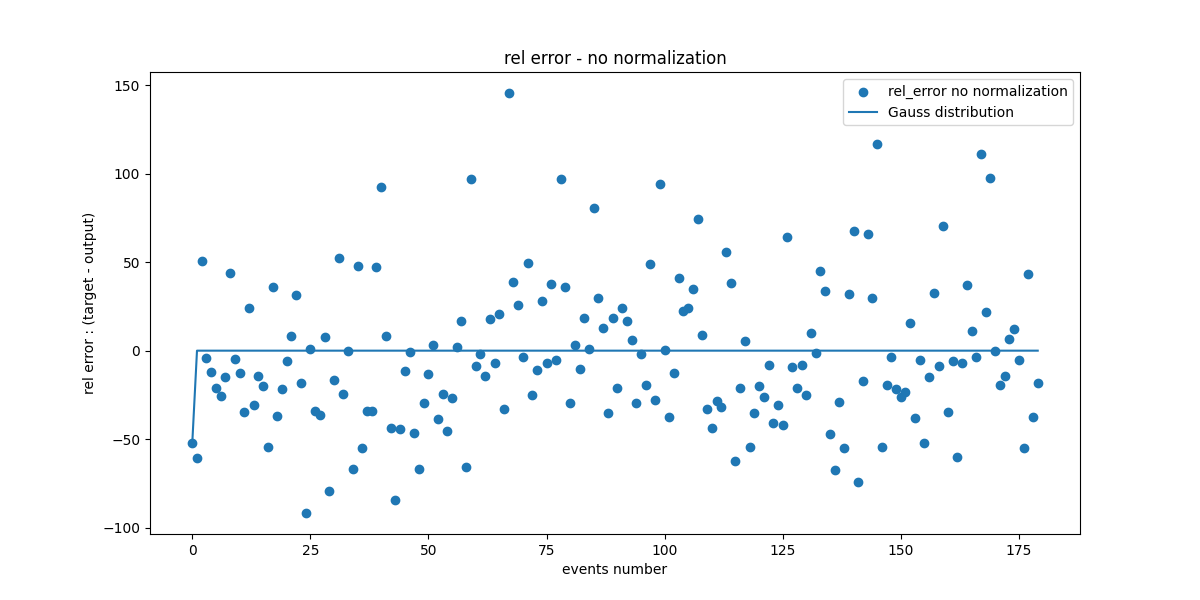 rel error - no normalization
rel_error no normalization
Gauss distribution
rel error : (target - output)
150
100
50
0
−50
−100
0 25 50 75 100 125 150 175
events number